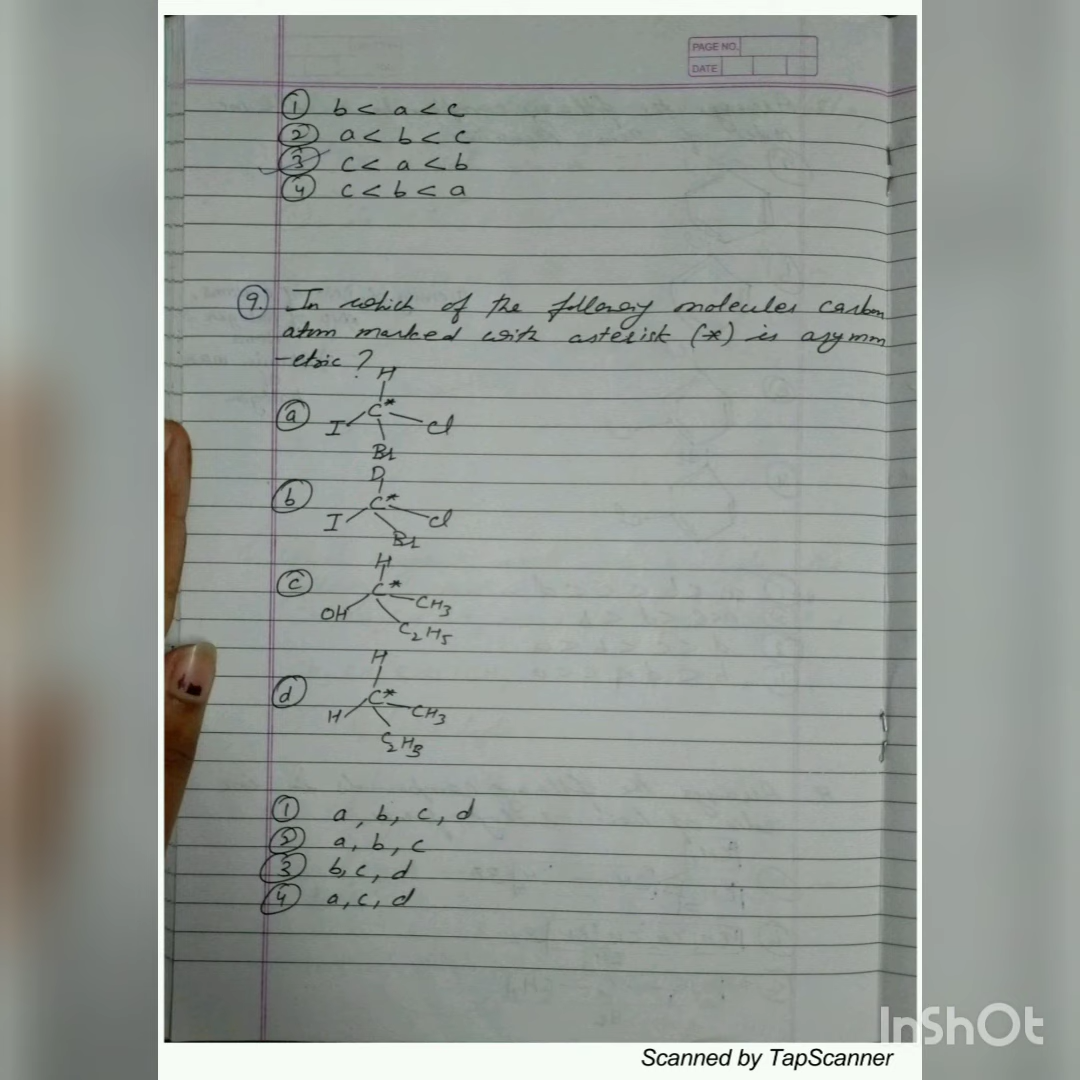 PAGE NO.
DATE
① b < a < c
② a < b < c
③ c < a < b
④ c < b < a
⑨. In which of the following molecules carbon
atom marked with asterisk (*) is asymm
-etric ?
ⓐ H C* I Cl Br
ⓑ D C* I Cl Br
ⓒ H C* OH CH₃ C₂H₅
ⓓ H C* H CH₃ C₂H₅
① a, b, c, d
② a, b, c
③ b, c, d
④ a, c, d
InShOt
Scanned by TapScanner